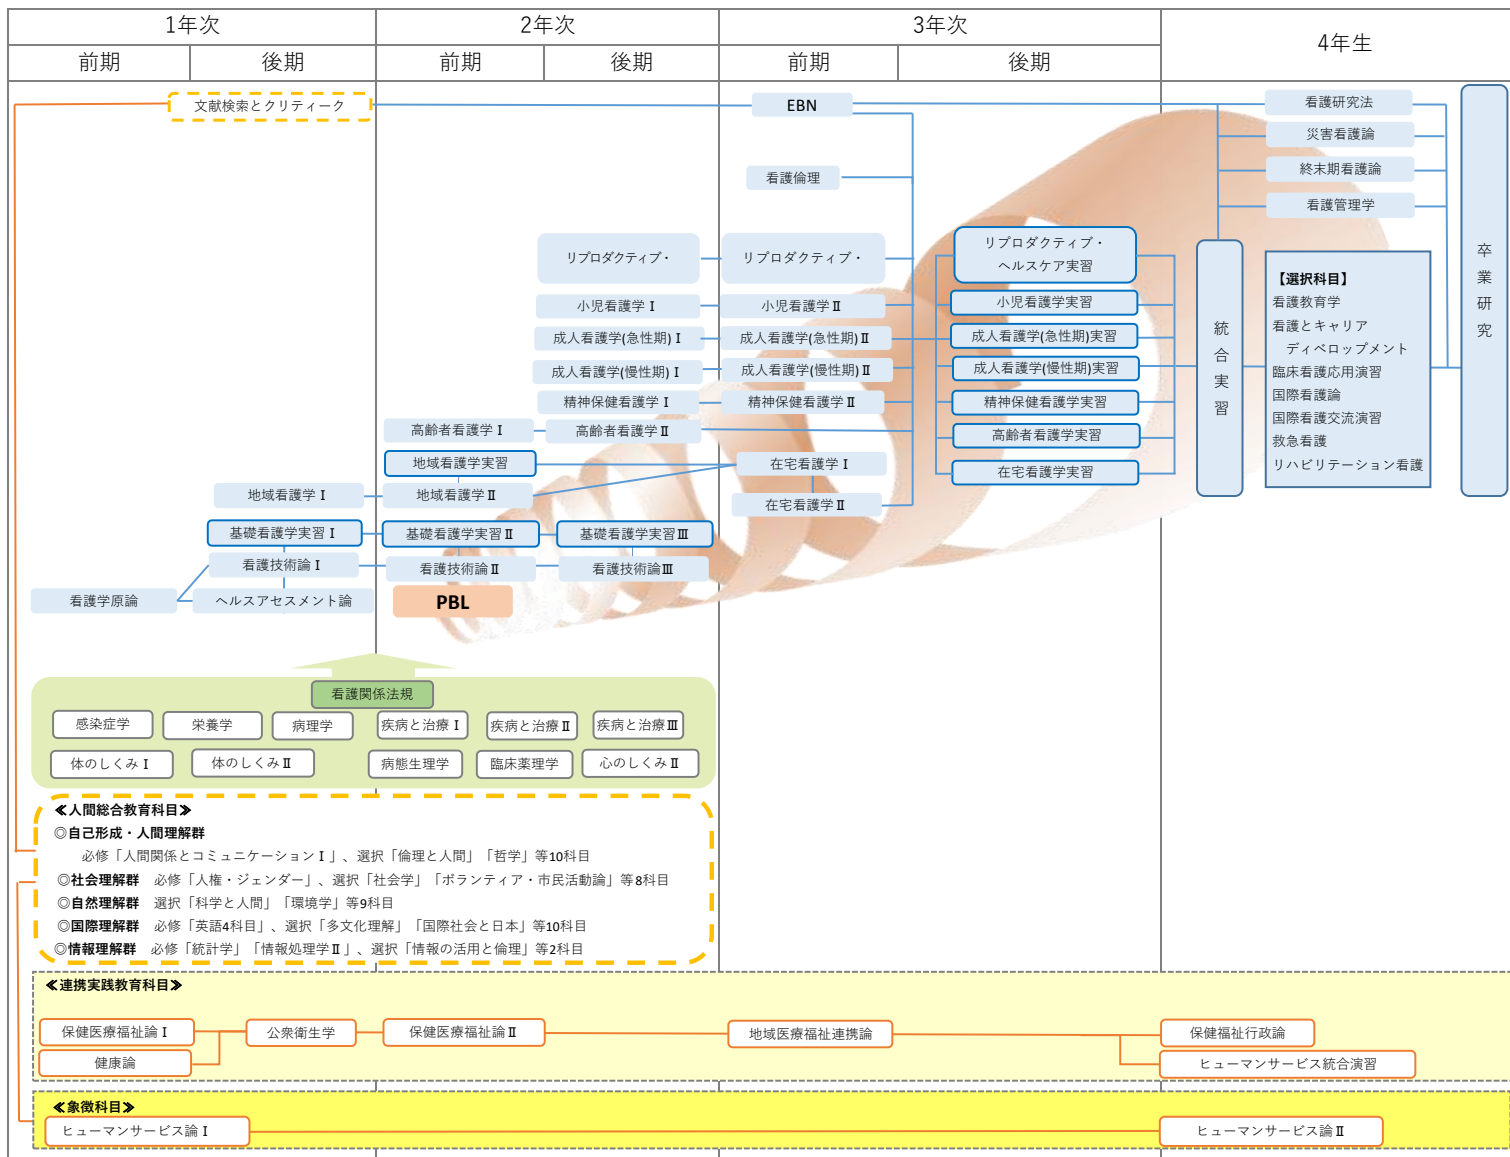 1年次
2年次
3年次
4年生
前期
後期
前期
後期
前期
後期
文献検索とクリティーク
EBN
看護研究法
災害看護論
看護倫理
終末期看護論
看護管理学
リプロダクティブ・
リプロダクティブ・
リプロダクティブ・
ヘルスケア実習
小児看護学Ⅰ
小児看護学Ⅱ
小児看護学実習
成人看護学(急性期)Ⅰ
成人看護学(急性期)Ⅱ
成人看護学(急性期)実習
成人看護学(慢性期)Ⅰ
成人看護学(慢性期)Ⅱ
成人看護学(慢性期)実習
精神保健看護学Ⅰ
精神保健看護学Ⅱ
精神保健看護学実習
高齢者看護学Ⅰ
高齢者看護学Ⅱ
高齢者看護学実習
地域看護学実習
在宅看護学Ⅰ
在宅看護学実習
地域看護学Ⅰ
地域看護学Ⅱ
在宅看護学Ⅱ
基礎看護学実習Ⅰ
基礎看護学実習Ⅱ
基礎看護学実習Ⅲ
看護技術論Ⅰ
看護技術論Ⅱ
看護技術論Ⅲ
看護学原論
ヘルスアセスメント論
PBL
統合実習
【選択科目】
看護教育学
看護とキャリア
ディベロップメント
臨床看護応用演習
国際看護論
国際看護交流演習
救急看護
リハビリテーション看護
卒業研究
看護関係法規
感染症学
栄養学
病理学
疾病と治療Ⅰ
疾病と治療Ⅱ
疾病と治療Ⅲ
体のしくみⅠ
体のしくみⅡ
病態生理学
臨床薬理学
心のしくみⅡ
≪人間総合教育科目≫
◎自己形成・人間理解群
必修「人間関係とコミュニケーションⅠ」、選択「倫理と人間」「哲学」等10科目
◎社会理解群 必修「人権・ジェンダー」、選択「社会学」「ボランティア・市民活動論」等8科目
◎自然理解群 選択「科学と人間」「環境学」等9科目
◎国際理解群 必修「英語4科目」、選択「多文化理解」「国際社会と日本」等10科目
◎情報理解群 必修「統計学」「情報処理学Ⅱ」、選択「情報の活用と倫理」等2科目
≪連携実践教育科目≫
保健医療福祉論Ⅰ
公衆衛生学
保健医療福祉論Ⅱ
地域医療福祉連携論
保健福祉行政論
健康論
ヒューマンサービス統合演習
≪象徴科目≫
ヒューマンサービス論Ⅰ
ヒューマンサービス論Ⅱ